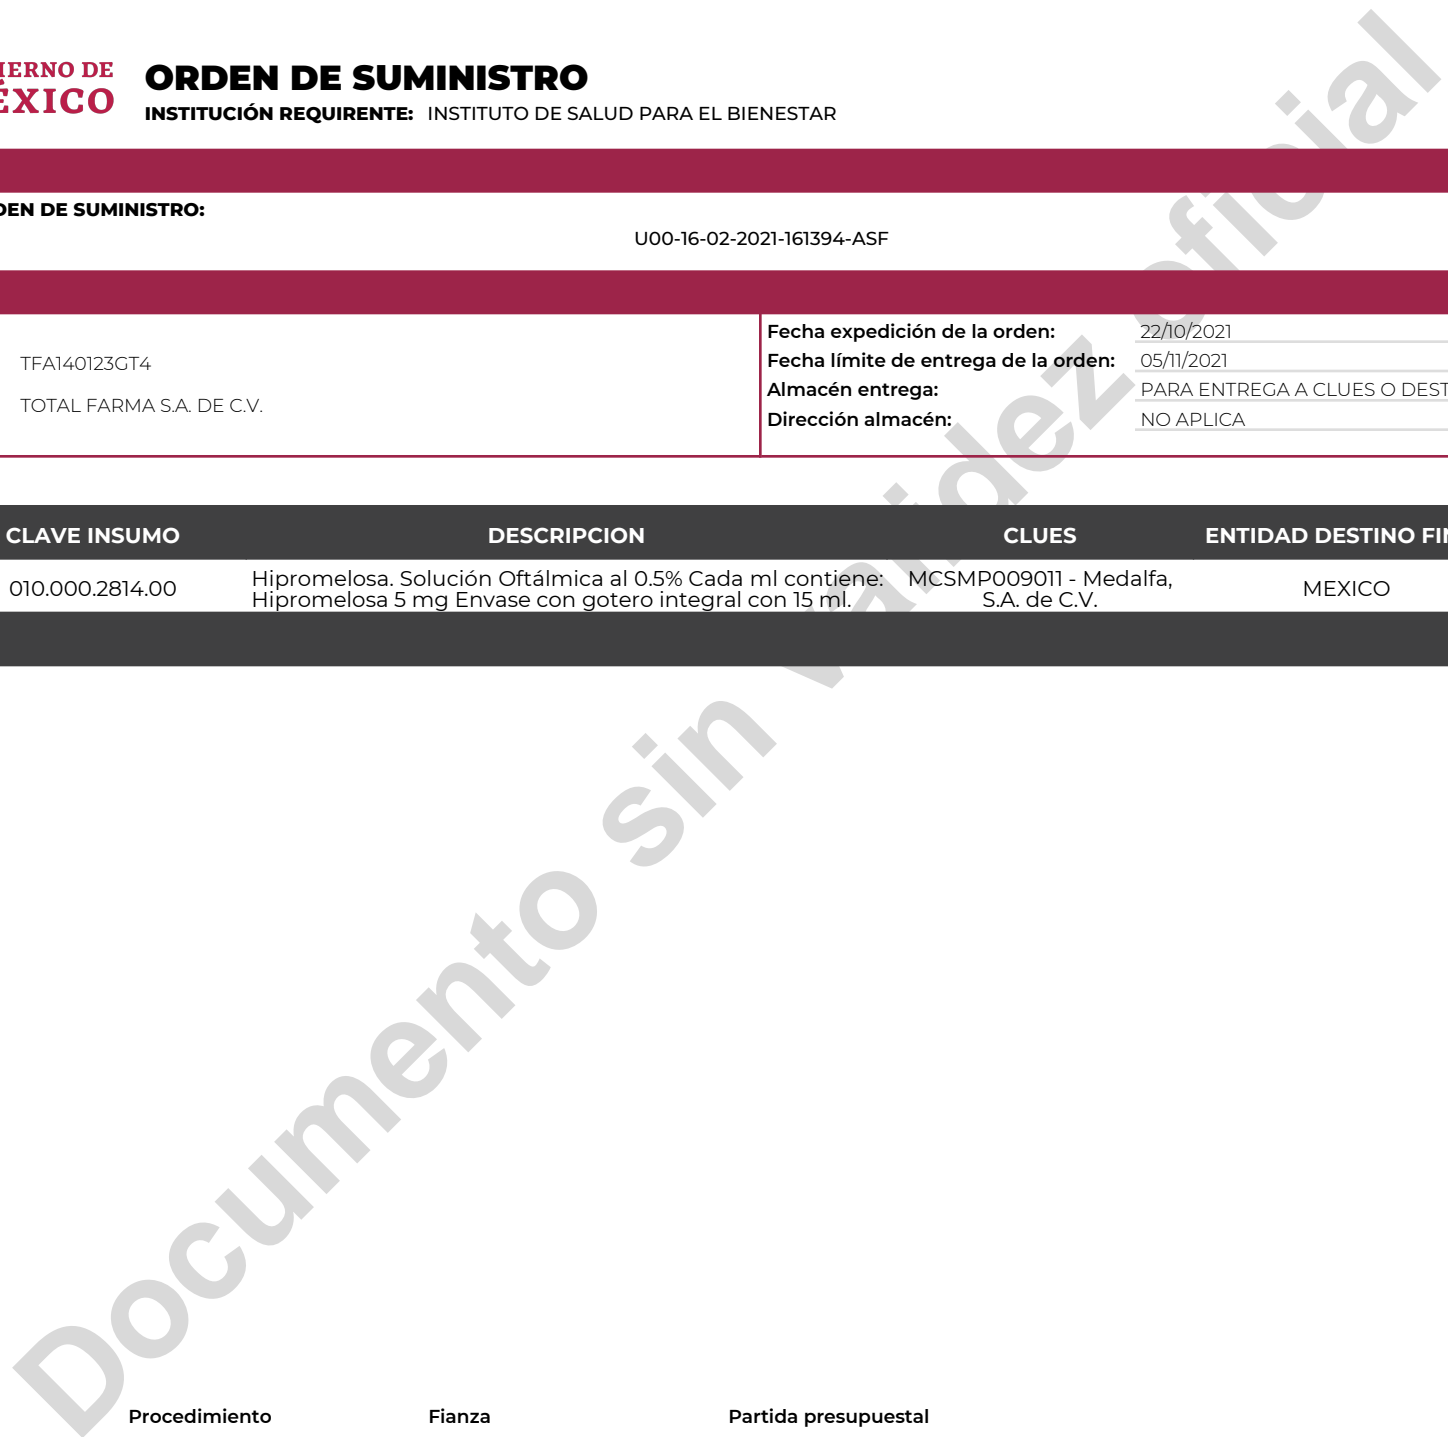 IERNO DE
ÉXICO
ORDEN DE SUMINISTRO
INSTITUCIÓN REQUIRENTE: INSTITUTO DE SALUD PARA EL BIENESTAR
DEN DE SUMINISTRO:
U00-16-02-2021-161394-ASF
TFA140123GT4
TOTAL FARMA S.A. DE C.V.
Fecha expedición de la orden: 22/10/2021
Fecha límite de entrega de la orden: 05/11/2021
Almacén entrega: PARA ENTREGA A CLUES O DEST
Dirección almacén: NO APLICA
CLAVE INSUMO DESCRIPCION CLUES ENTIDAD DESTINO FIN
010.000.2814.00
Hipromelosa. Solución Oftálmica al 0.5% Cada ml contiene:
Hipromelosa 5 mg Envase con gotero integral con 15 ml.
MCSMP009011 - Medalfa,
S.A. de C.V.
MEXICO
Documento sin validez oficial
Procedimiento Fianza Partida presupuestal